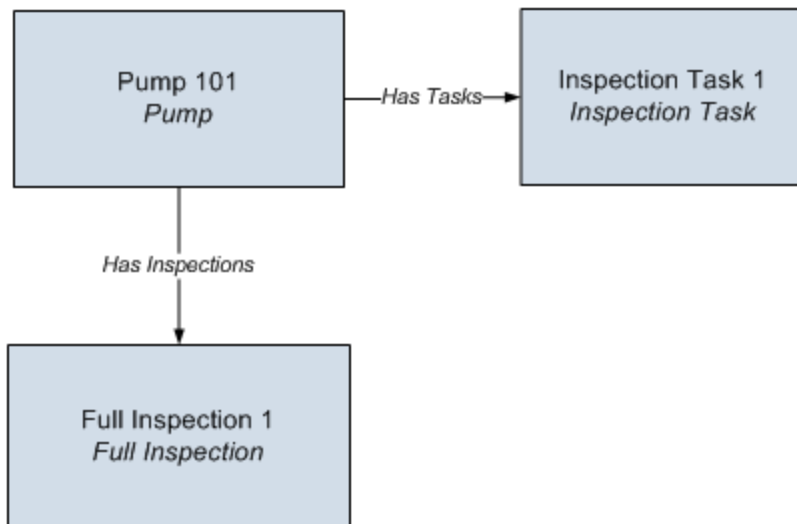 Pump 101
Pump
Has Tasks
Inspection Task 1
Inspection Task
Has Inspections
Full Inspection 1
Full Inspection